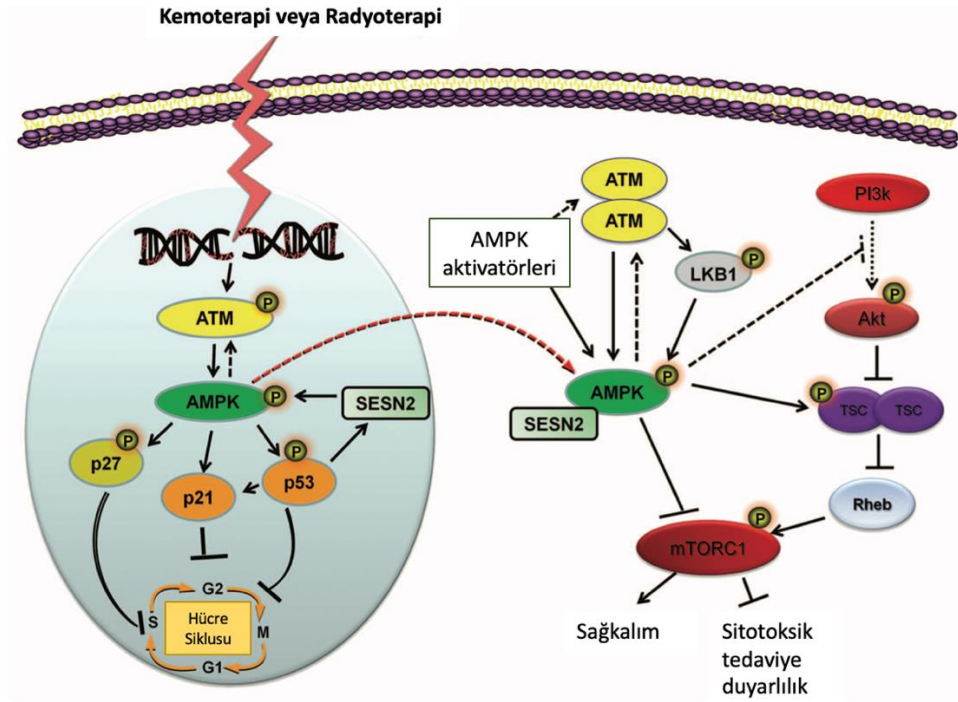 Kemoterapi veya Radyoterapi
ATM
P
AMPK
P
SESN2
P
p27
p21
P
p53
G2
S
Hücre
Siklusu
M
G1
ATM
ATM
AMPK
aktivatörleri
LKB1
P
PI3k
P
Akt
AMPK
P
SESN2
P
TSC
TSC
Rheb
P
mTORC1
Sağkalım
Sitotoksik
tedaviye
duyarlılık